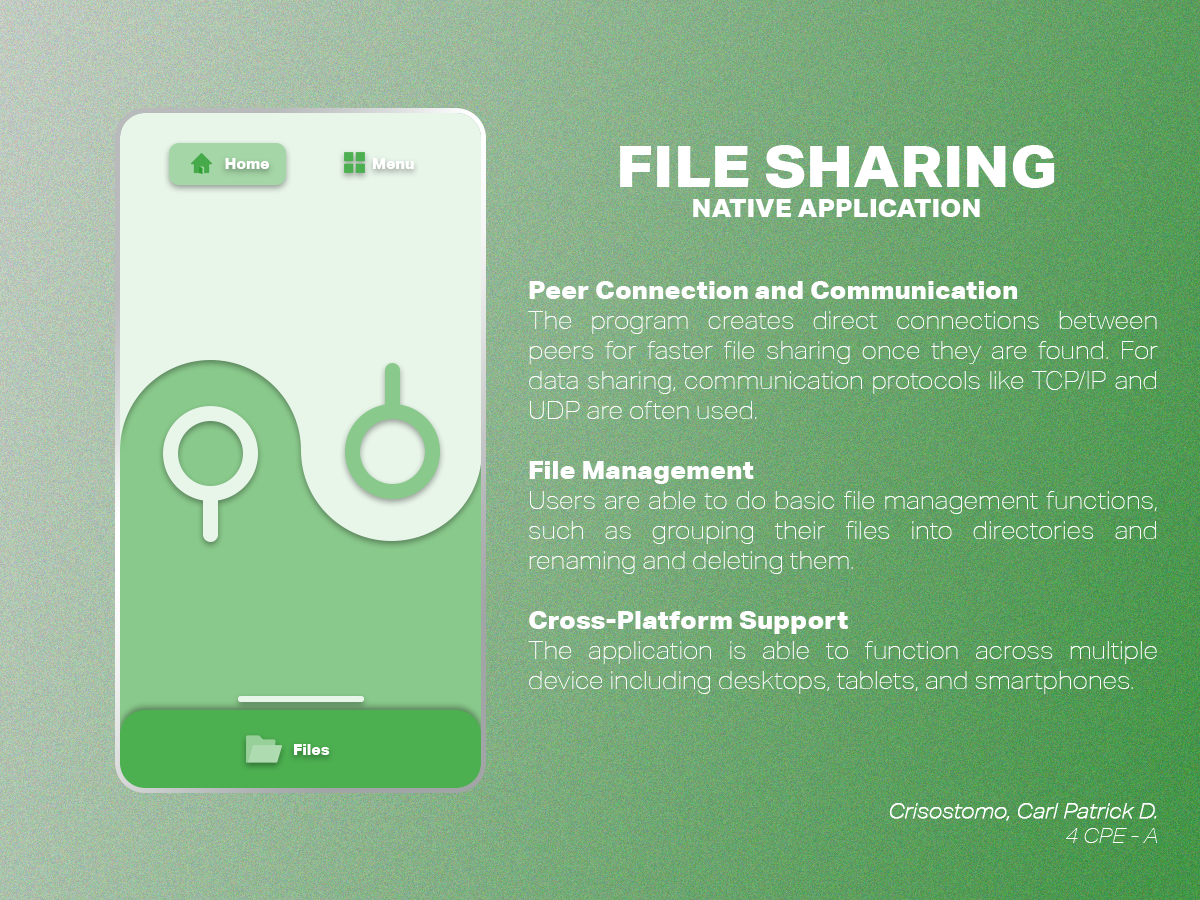 Home
Menu
Files
FILE SHARING
NATIVE APPLICATION
Peer Connection and Communication
The program creates direct connections between
peers for faster file sharing once they are found. For
data sharing, communication protocols like TCP/IP and
UDP are often used.
File Management
Users are able to do basic file management functions,
such as grouping their files into directories and
renaming and deleting them.
Cross-Platform Support
The application is able to function across multiple
device including desktops, tablets, and smartphones.
Crisostomo, Carl Patrick D.
4 CPE - A